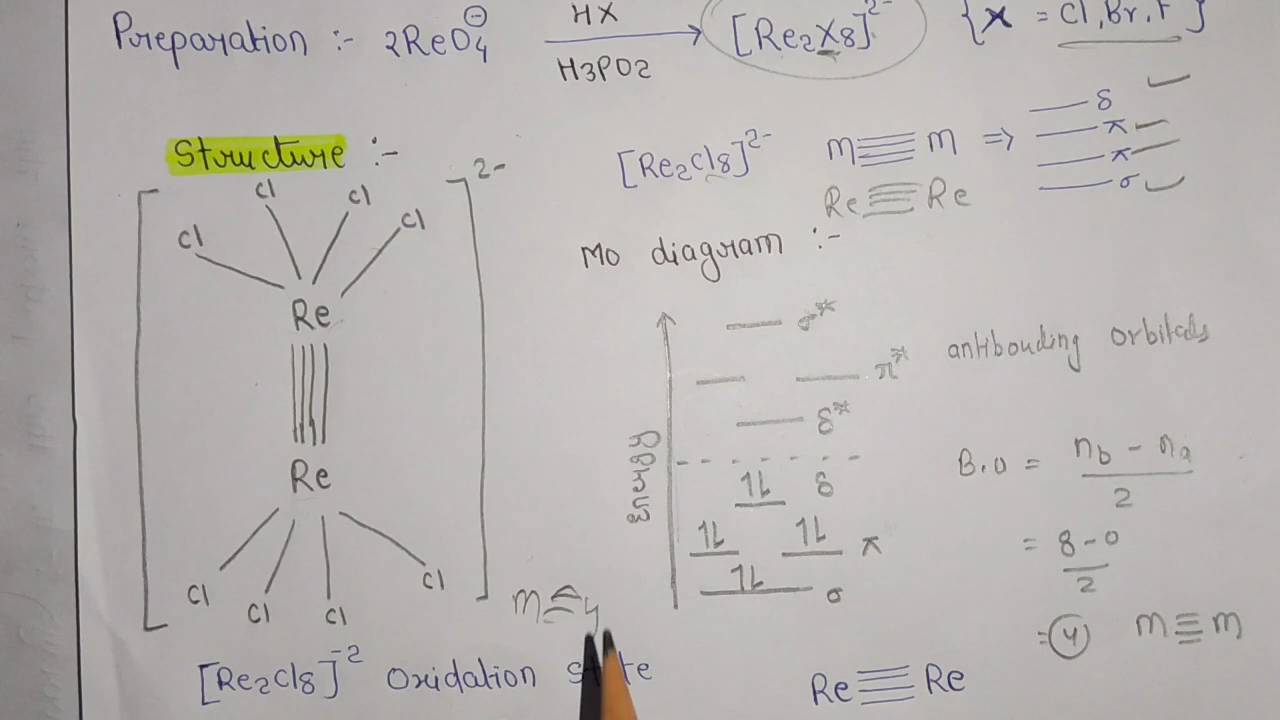 Preparation :- 2ReO4⊖ HX / H3PO2 → [Re2X8]2- {X = Cl, Br, F}
Structure :-
[Re2Cl8]2- M≣M ⇒ δ π π σ
Re≣Re
2-
Cl Cl Cl Cl
Re
Re
Cl Cl Cl Cl
MO diagram :-
Energy
σ*
π* antibonding orbitals
δ*
1L δ
1L 1L π
1L σ
B.O = nb - na / 2
= 8 - 0 / 2
= 4 M≣M
[Re2Cl8]-2 Oxidation
Re≣Re